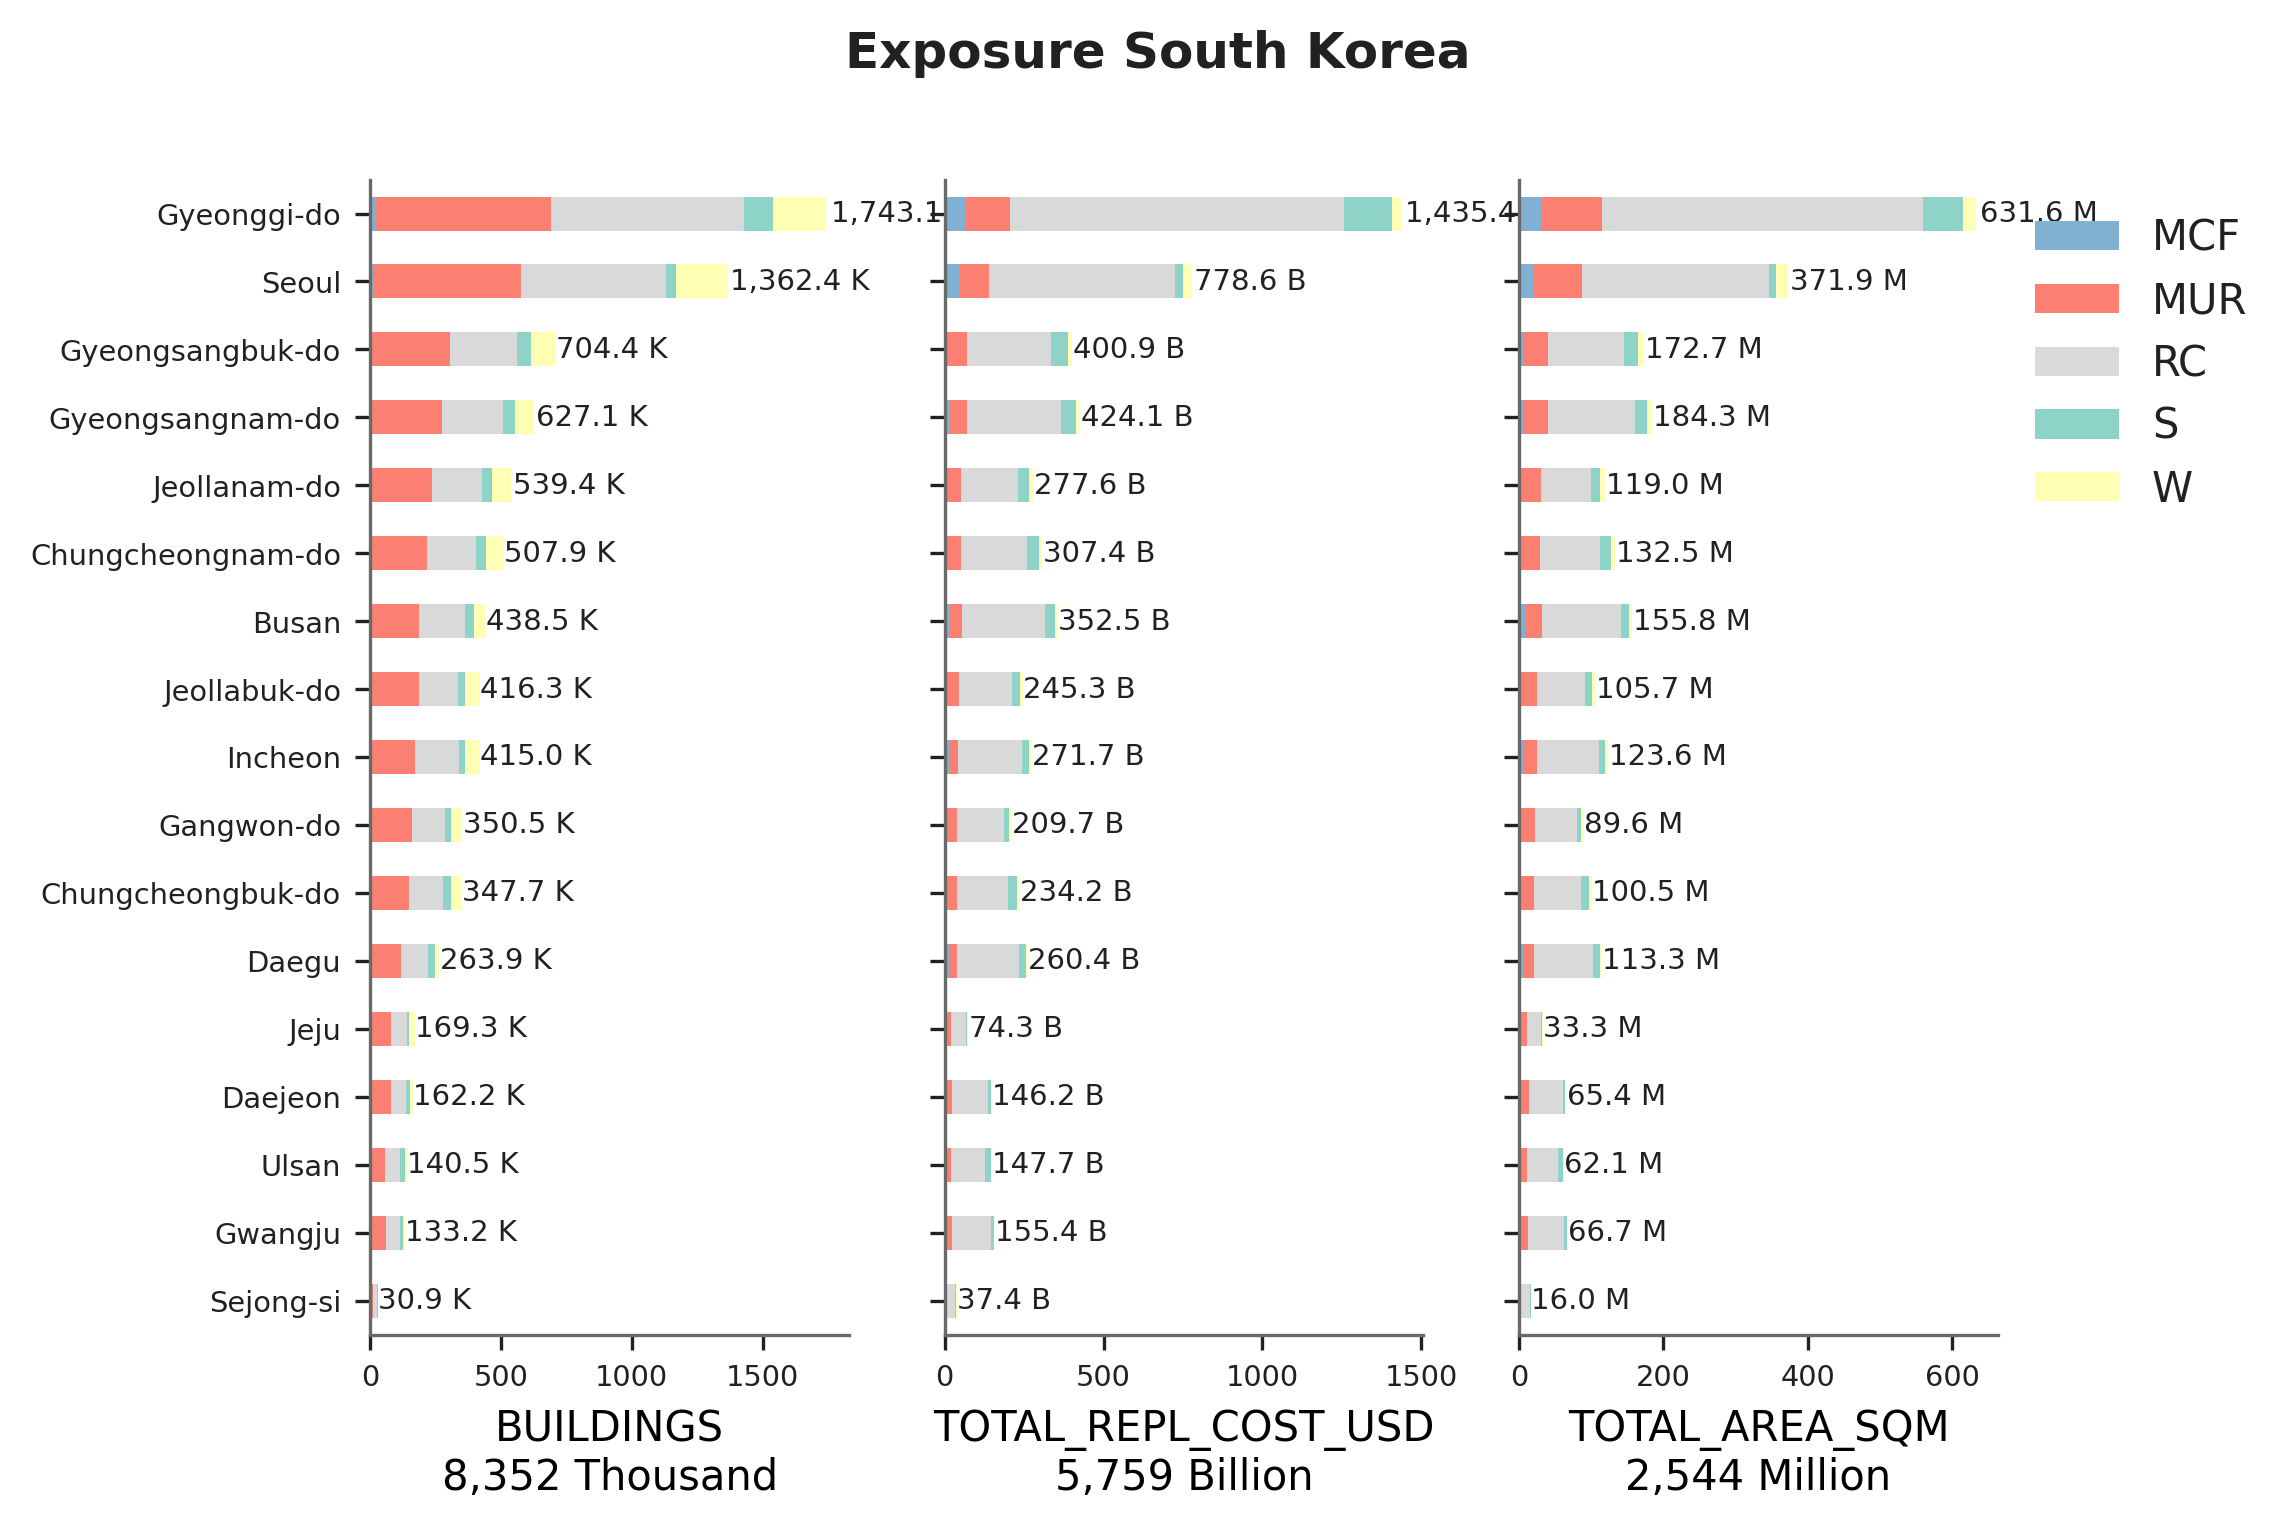 Exposure South Korea
Gyeonggi-do 1,743.1 1,435.4 631.6 M
Seoul 1,362.4 K 778.6 B 371.9 M
Gyeongsangbuk-do 704.4 K 400.9 B 172.7 M
Gyeongsangnam-do 627.1 K 424.1 B 184.3 M
Jeollanam-do 539.4 K 277.6 B 119.0 M
Chungcheongnam-do 507.9 K 307.4 B 132.5 M
Busan 438.5 K 352.5 B 155.8 M
Jeollabuk-do 416.3 K 245.3 B 105.7 M
Incheon 415.0 K 271.7 B 123.6 M
Gangwon-do 350.5 K 209.7 B 89.6 M
Chungcheongbuk-do 347.7 K 234.2 B 100.5 M
Daegu 263.9 K 260.4 B 113.3 M
Jeju 169.3 K 74.3 B 33.3 M
Daejeon 162.2 K 146.2 B 65.4 M
Ulsan 140.5 K 147.7 B 62.1 M
Gwangju 133.2 K 155.4 B 66.7 M
Sejong-si 30.9 K 37.4 B 16.0 M
0 500 1000 1500 0 500 1000 1500 0 200 400 600
BUILDINGS TOTAL_REPL_COST_USD TOTAL_AREA_SQM
8,352 Thousand 5,759 Billion 2,544 Million
MCF
MUR
RC
S
W